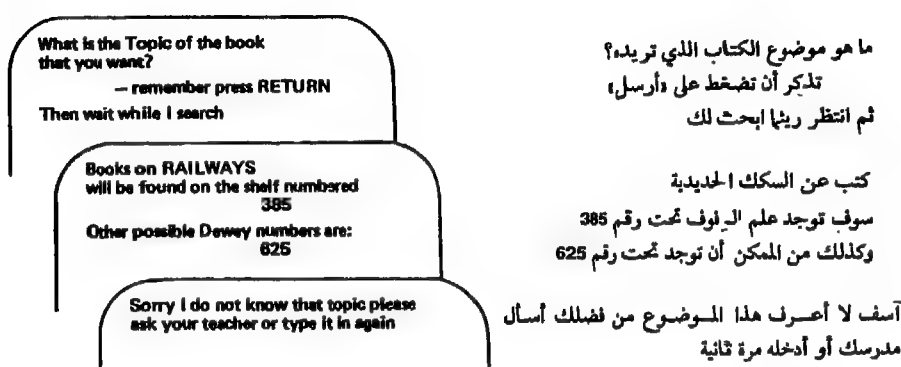 What is the Topic of the book
that you want?
— remember press RETURN
Then wait while I search
Books on RAILWAYS
will be found on the shelf numbered
385
Other possible Dewey numbers are:
625
Sorry I do not know that topic please
ask your teacher or type it in again
ما هو موضوع الكتاب الذي تريده؟
تذكر أن تضغط على «أرسل»
ثم انتظر ريثما ابحث لك
كتب عن السكك الحديدية
سوف توجد تحت رقم 385
وكذلك من الممكن أن توجد تحت رقم 625
آسف لا أعرف هذا الموضوع من فضلك أسأل
مدرسك أو أدخله مرة ثانية